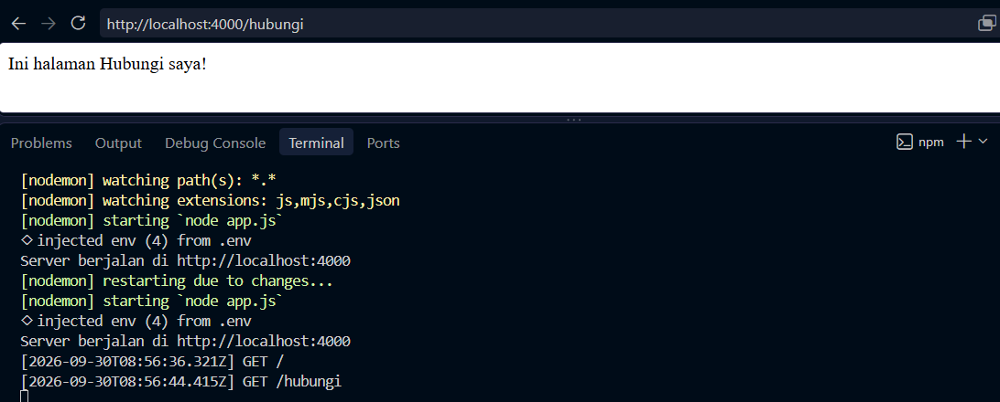 http://localhost:4000/hubungi
Ini halaman Hubungi saya!
Problems Output Debug Console Terminal Ports npm
[nodemon] watching path(s): *.*
[nodemon] watching extensions: js,mjs,cjs,json
[nodemon] starting `node app.js`
◇ injected env (4) from .env
Server berjalan di http://localhost:4000
[nodemon] restarting due to changes...
[nodemon] starting `node app.js`
◇ injected env (4) from .env
Server berjalan di http://localhost:4000
[2026-09-30T08:56:36.321Z] GET /
[2026-09-30T08:56:44.415Z] GET /hubungi